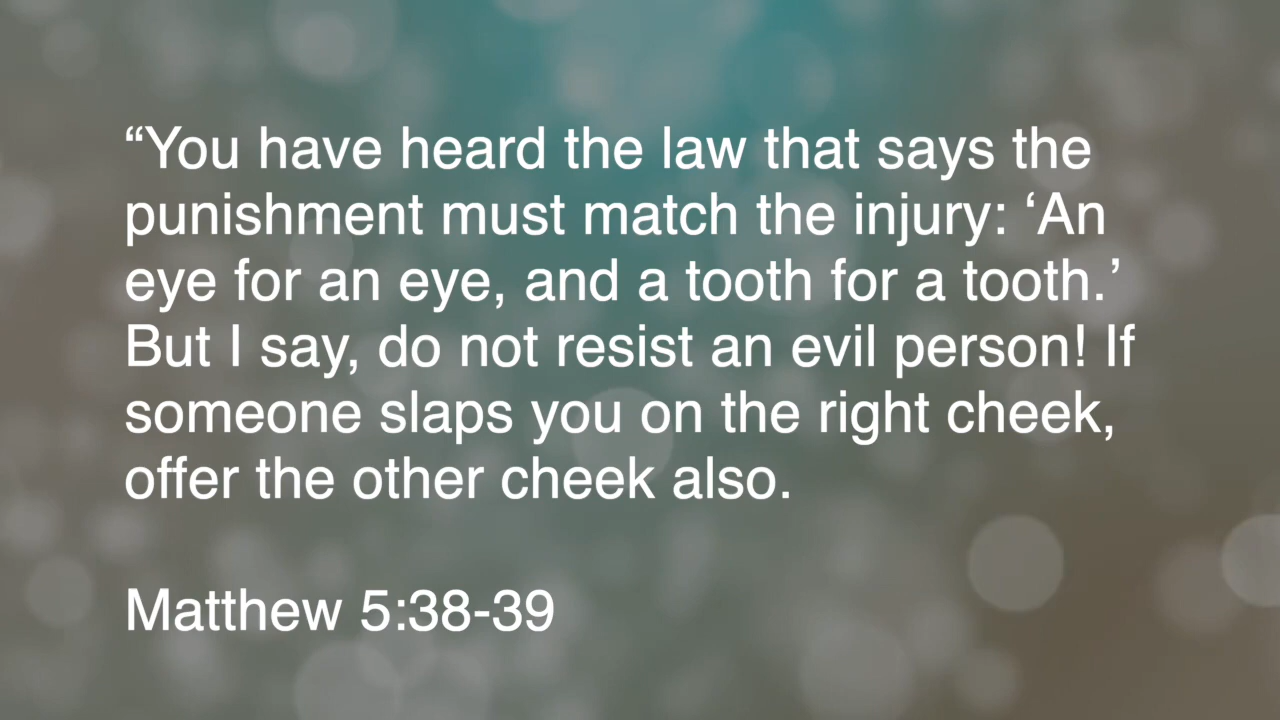 “You have heard the law that says the
punishment must match the injury: ‘An
eye for an eye, and a tooth for a tooth.’
But I say, do not resist an evil person! If
someone slaps you on the right cheek,
offer the other cheek also.
Matthew 5:38-39